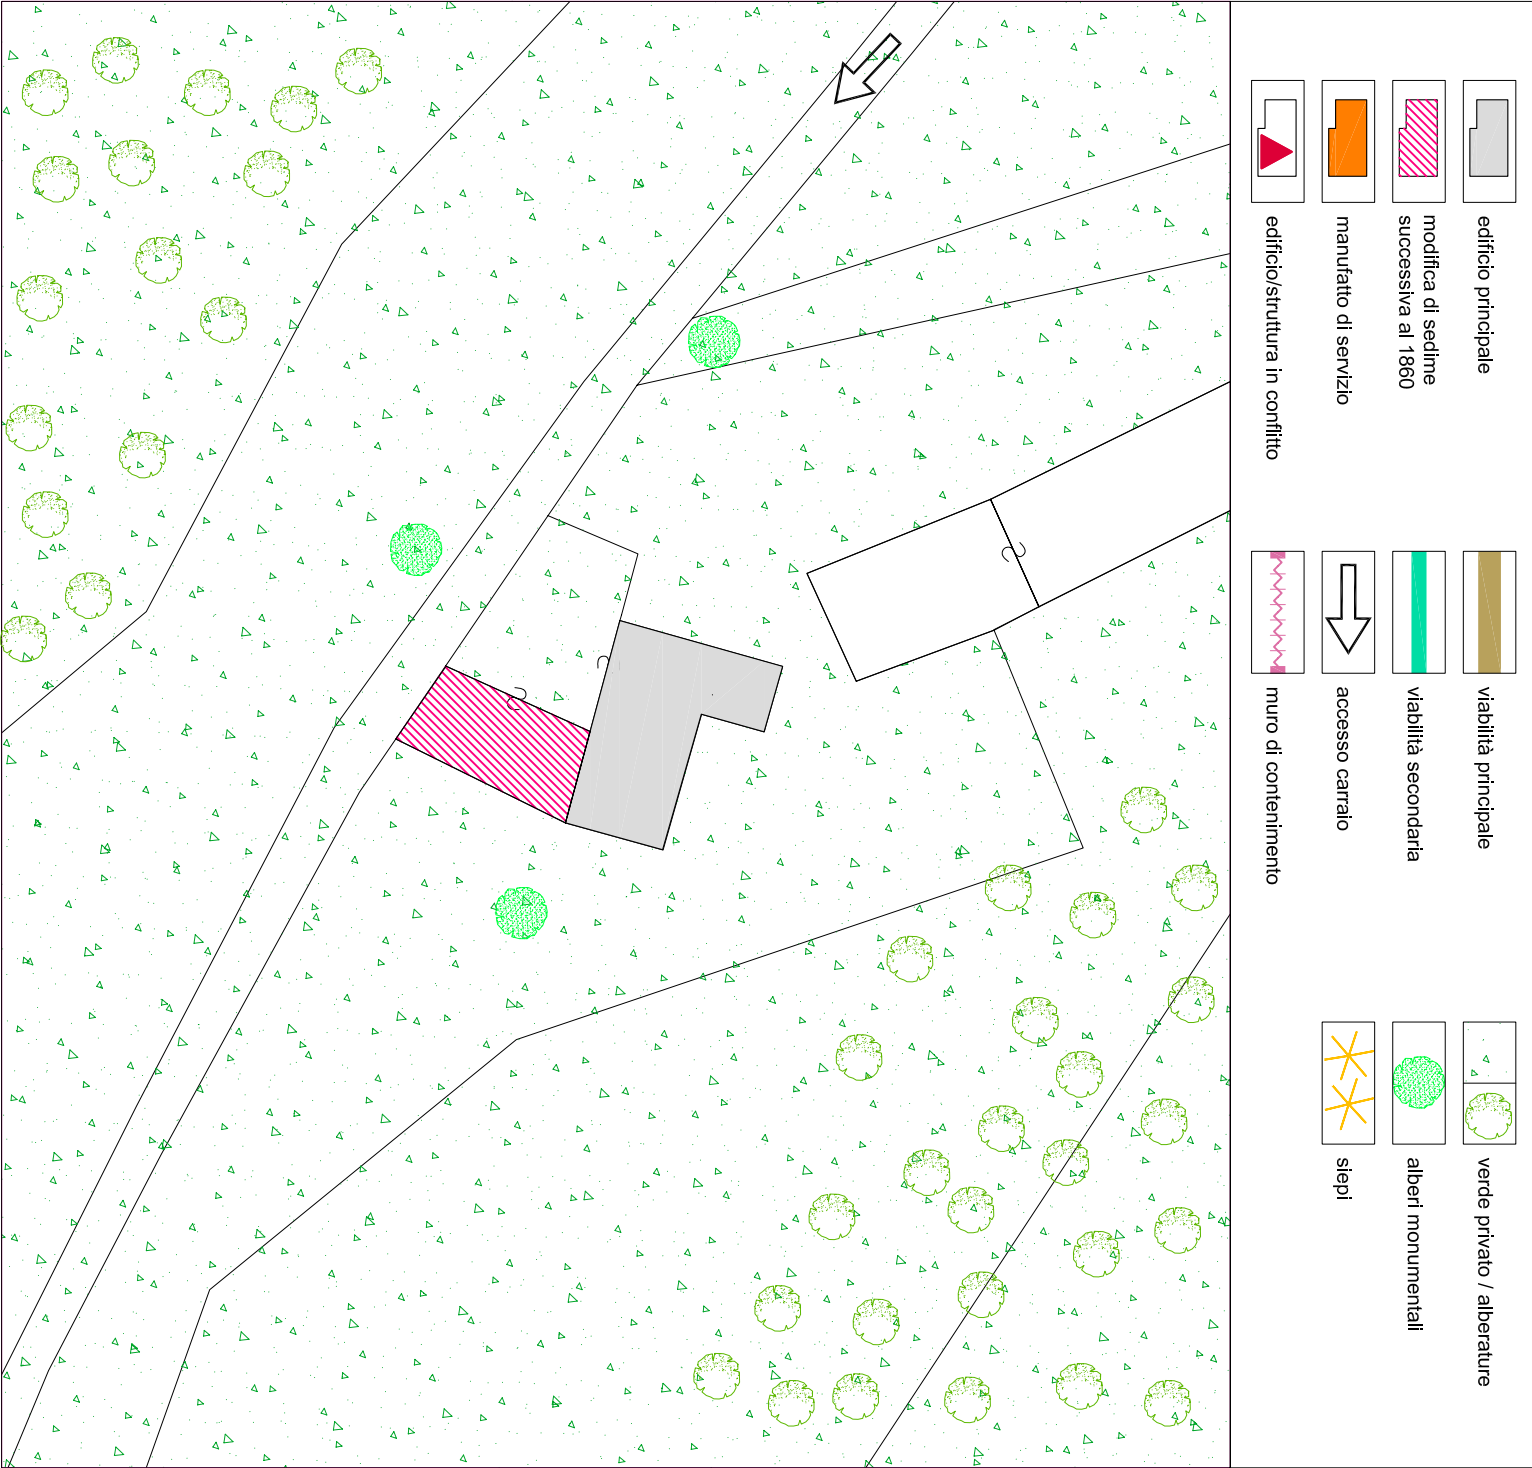 edificio principale
modifica di sedime
successiva al 1860
manufatto di servizio
edificio/struttura in conflitto
viabilità principale
viabilità secondaria
accesso carraio
muro di contenimento
verde privato / alberature
alberi monumentali
siepi